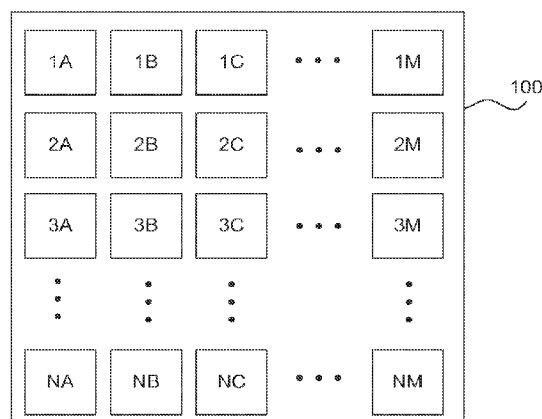 1A 1B 1C • • • 1M
100
2A 2B 2C • • • 2M
3A 3B 3C • • • 3M
NA NB NC • • • NM